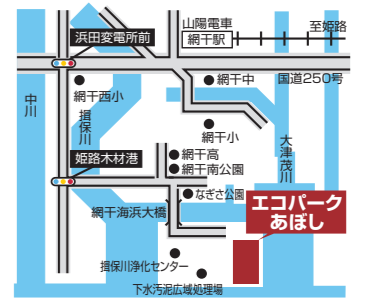 山陽電車
網干駅
至姫路
浜田変電所前
網干西小
網干中
国道250号
中川
揖保川
網干小
大津茂川
姫路木材港
網干高
網干南公園
なぎさ公園
網干海浜大橋
エコパーク
あぼし
揖保川浄化センター
下水汚泥広域処理場